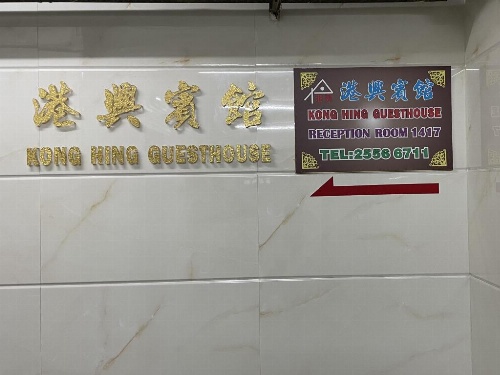 港興賓館
KONG HING GUESTHOUSE
港興賓館
KONG HING GUESTHOUSE
RECEPTION ROOM 1417
TEL:2556 6711